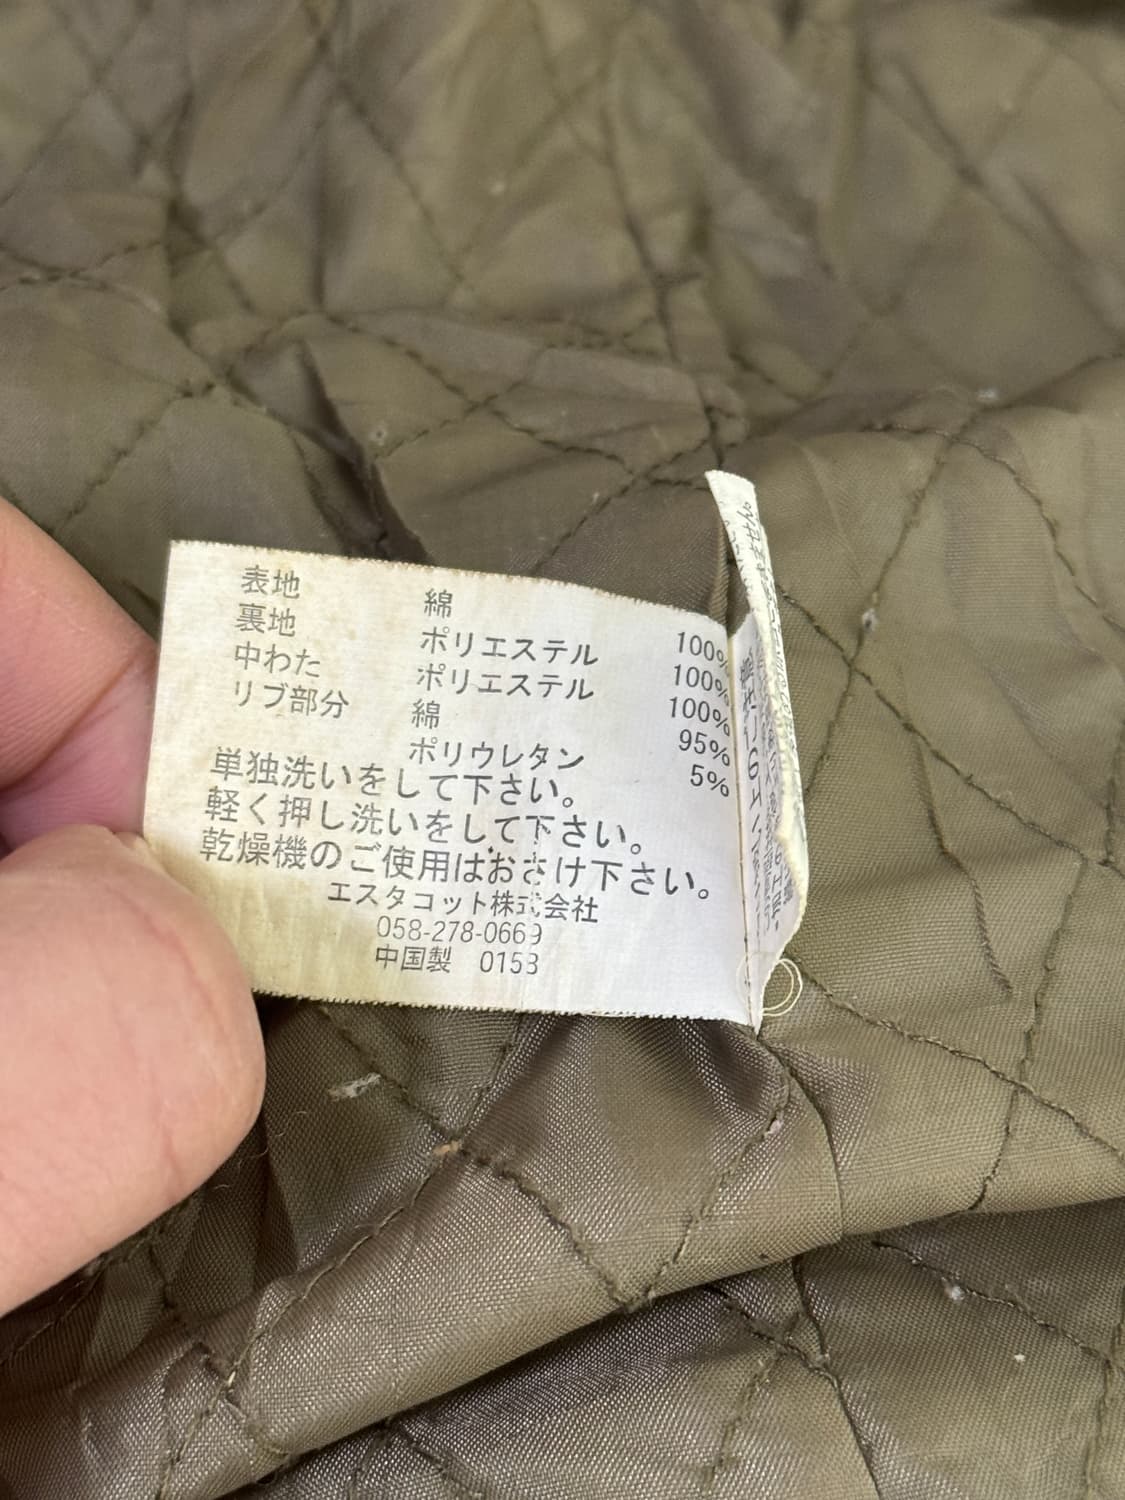 表地 綿 100%
裏地 ポリエステル 100%
中わた ポリエステル 100%
リブ部分 綿 95%
ポリウレタン 5%
単独洗いをして下さい。
軽く押し洗いをして下さい。
乾燥機のご使用はおさけ下さい。
エスタコット株式会社
058-278-0669
中国製 0153